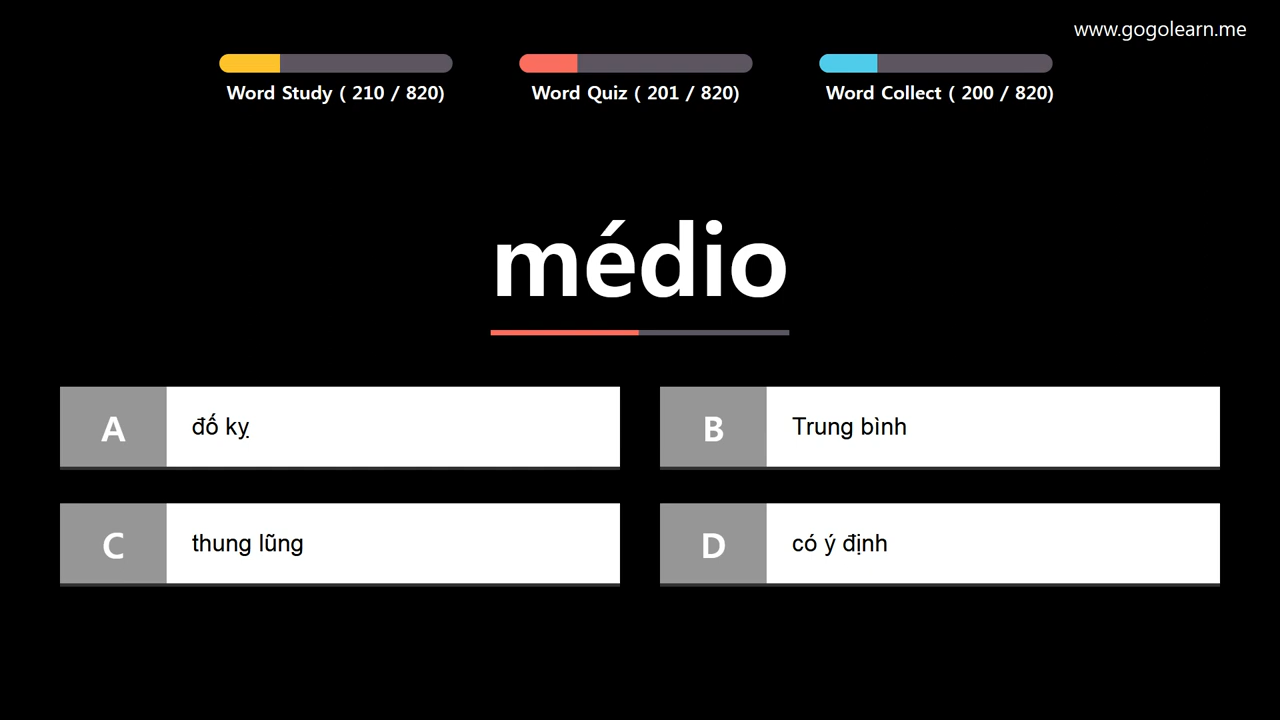 www.gogolearn.me
Word Study ( 210 / 820)
Word Quiz ( 201 / 820)
Word Collect ( 200 / 820)
médio
A
đố kỵ
B
Trung bình
C
thung lũng
D
có ý định